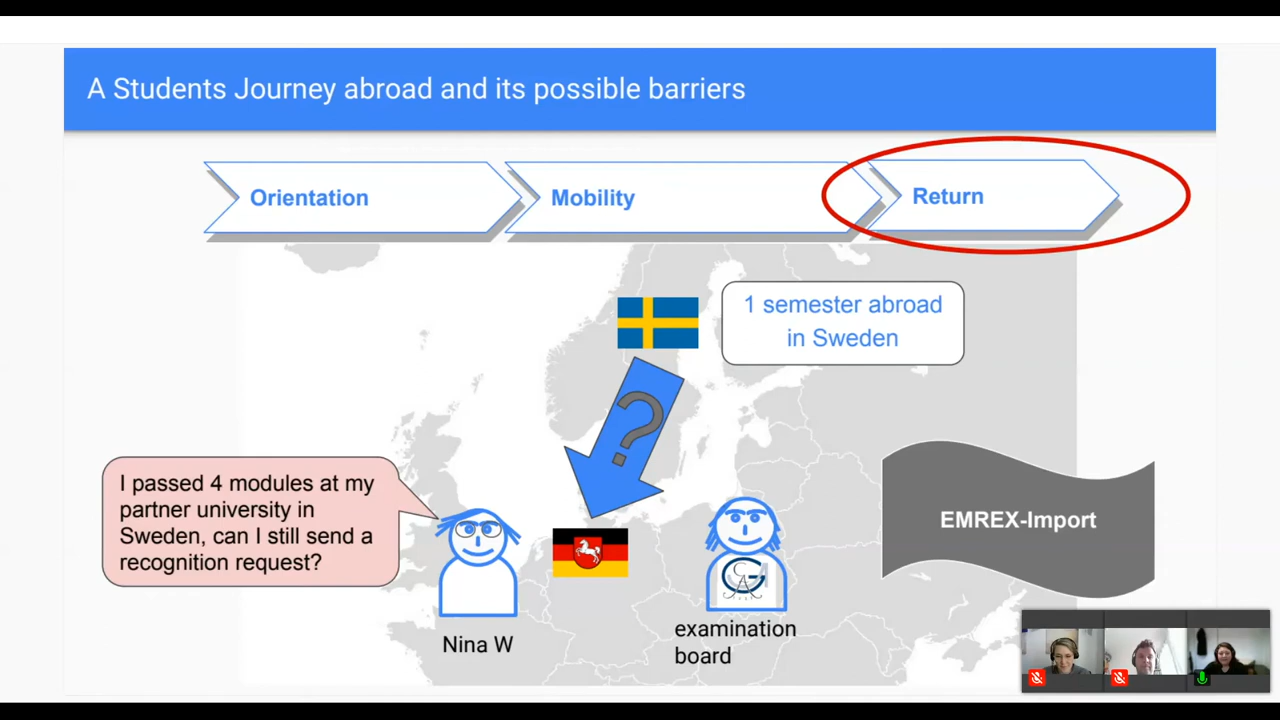 A Students Journey abroad and its possible barriers
Orientation
Mobility
Return
1 semester abroad
in Sweden
?
I passed 4 modules at my
partner university in
Sweden, can I still send a
recognition request?
EMREX-Import
Nina W
examination
board